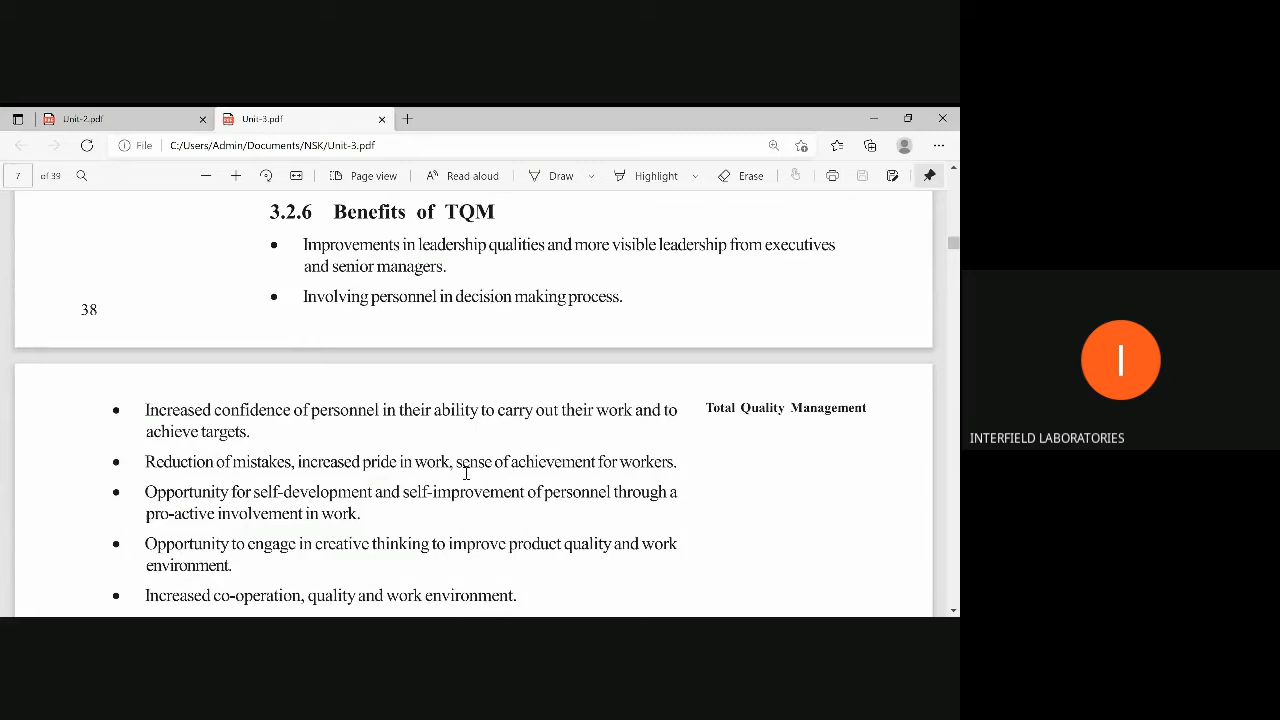 Unit-2.pdf
Unit-3.pdf
File
C:/Users/Admin/Documents/NSK/Unit-3.pdf
7 of 39
Page view
Read aloud
Draw
Highlight
Erase
3.2.6 Benefits of TQM
• Improvements in leadership qualities and more visible leadership from executives
and senior managers.
• Involving personnel in decision making process.
38
• Increased confidence of personnel in their ability to carry out their work and to
achieve targets.
Total Quality Management
• Reduction of mistakes, increased pride in work, sense of achievement for workers.
• Opportunity for self-development and self-improvement of personnel through a
pro-active involvement in work.
• Opportunity to engage in creative thinking to improve product quality and work
environment.
• Increased co-operation, quality and work environment.
I
INTERFIELD LABORATORIES